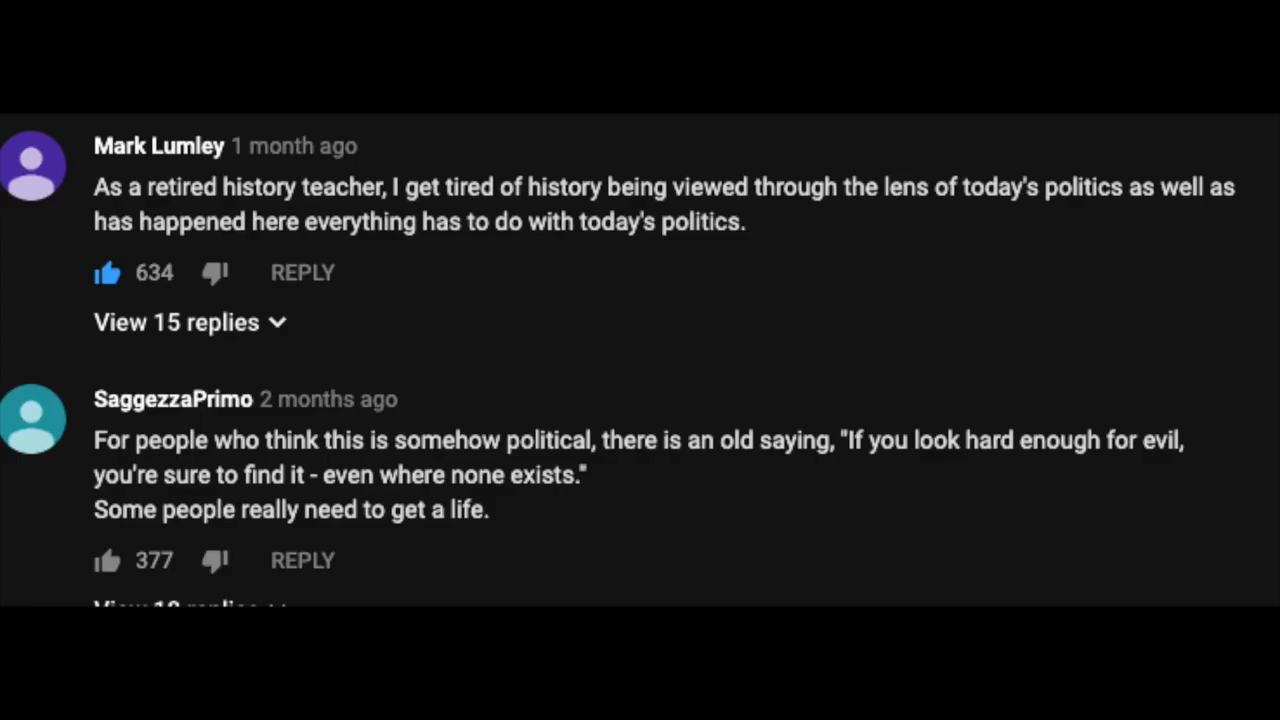 Mark Lumley 1 month ago
As a retired history teacher, I get tired of history being viewed through the lens of today's politics as well as
has happened here everything has to do with today's politics.
634 REPLY
View 15 replies
SaggezzaPrimo 2 months ago
For people who think this is somehow political, there is an old saying, "If you look hard enough for evil,
you're sure to find it - even where none exists."
Some people really need to get a life.
377 REPLY